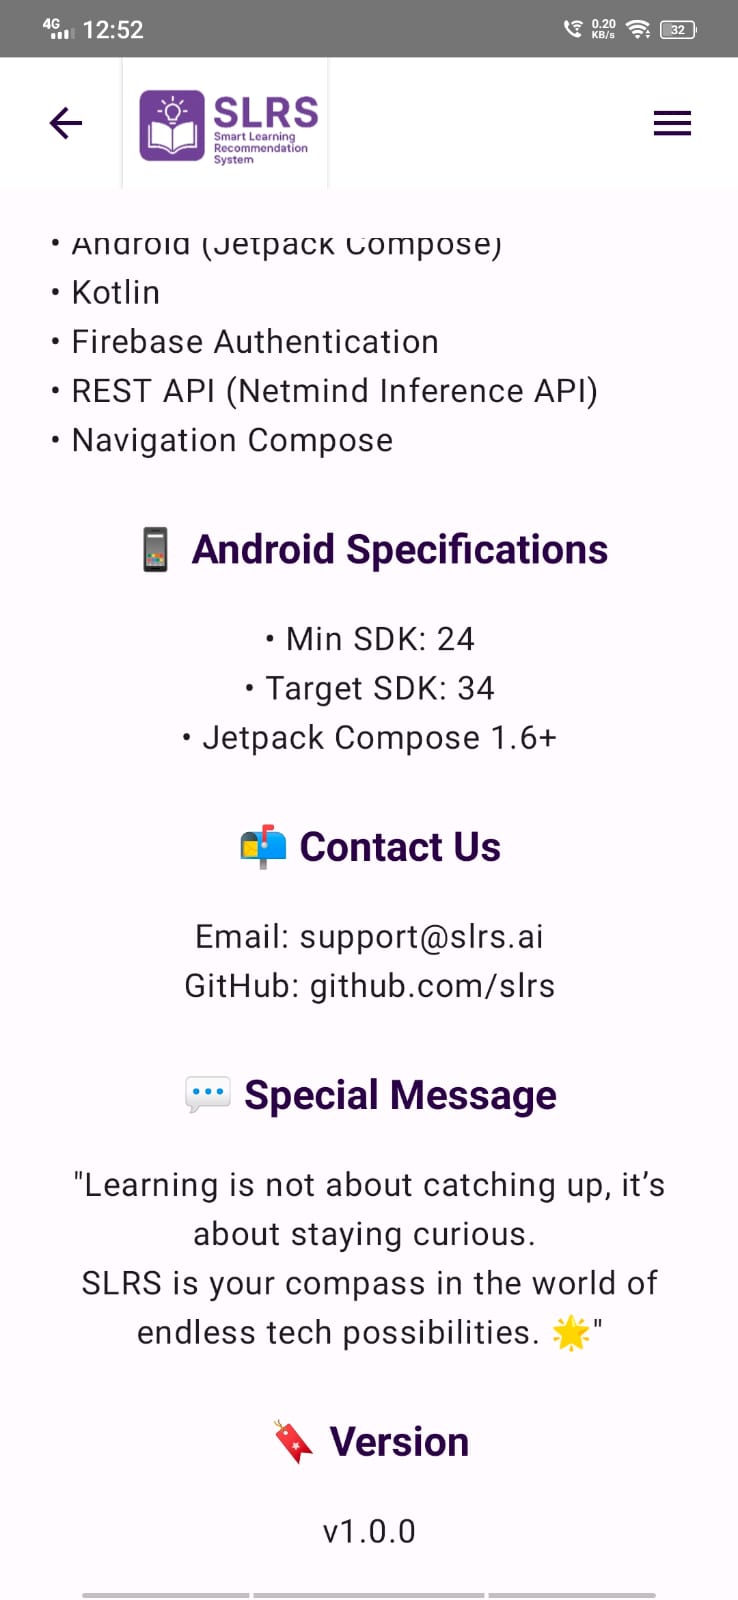 4G 12:52 0.20 KB/s 32
SLRS
Smart Learning
Recommendation
System
• Android (Jetpack Compose)
• Kotlin
• Firebase Authentication
• REST API (Netmind Inference API)
• Navigation Compose
📱 Android Specifications
• Min SDK: 24
• Target SDK: 34
• Jetpack Compose 1.6+
📬 Contact Us
Email: support@slrs.ai
GitHub: github.com/slrs
💬 Special Message
"Learning is not about catching up, it’s
about staying curious.
SLRS is your compass in the world of
endless tech possibilities. 🌟"
🔖 Version
v1.0.0